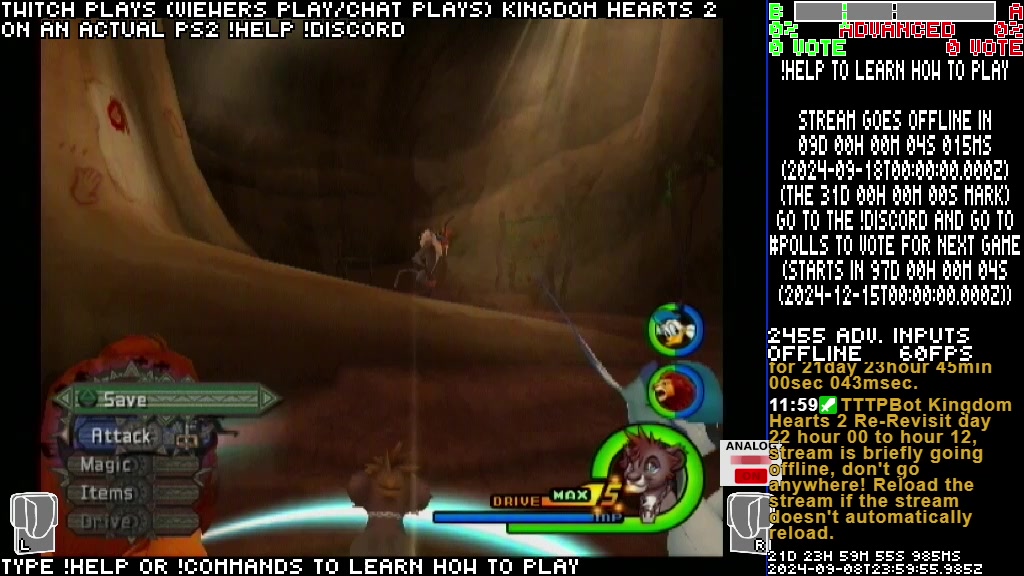 TWITCH PLAYS (VIEWERS PLAY/CHAT PLAYS) KINGDOM HEARTS 2
ON AN ACTUAL PS2 !HELP !DISCORD
B
A
0%
ADVANCED
0%
0 VOTE
0 VOTE
!HELP TO LEARN HOW TO PLAY
STREAM GOES OFFLINE IN
09D 00H 00M 04S 015MS
(2024-09-18T00:00:00.000Z)
(THE 31D 00H 00M 00S MARK)
GO TO THE !DISCORD AND GO TO
#POLLS TO VOTE FOR NEXT GAME
(STARTS IN 97D 00H 00M 04S
(2024-12-15T00:00:00.000Z))
2455 ADV. INPUTS
OFFLINE 60FPS
for 21day 23hour 45min
00sec 043msec.
11:59 TTTPBot Kingdom
Hearts 2 Re-Revisit day
22 hour 00 to hour 12,
stream is briefly going
offline, don't go
anywhere! Reload the
stream if the stream
doesn't automatically
reload.
21D 23H 59M 55S 985MS
2024-09-08T23:59:55.985Z
Save
Attack
Magic
Items
Drive
DRIVE MAX 5
MP
ANALOG
L
R
TYPE !HELP OR !COMMANDS TO LEARN HOW TO PLAY